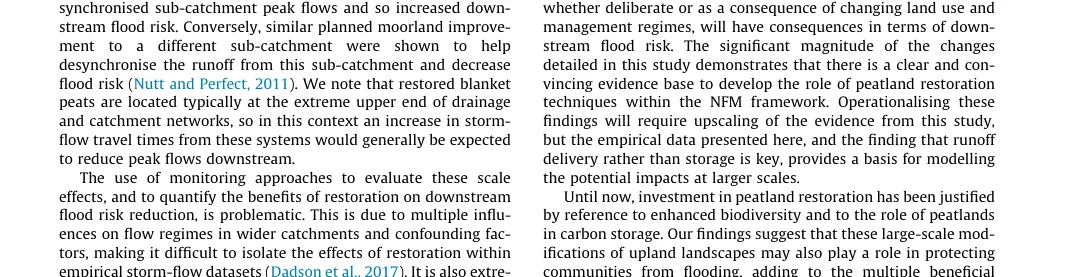 synchronised sub-catchment peak flows and so increased down-
stream flood risk. Conversely, similar planned moorland improve-
ment to a different sub-catchment were shown to help
desynchronise the runoff from this sub-catchment and decrease
flood risk (Nutt and Perfect, 2011). We note that restored blanket
peats are located typically at the extreme upper end of drainage
and catchment networks, so in this context an increase in storm-
flow travel times from these systems would generally be expected
to reduce peak flows downstream.
The use of monitoring approaches to evaluate these scale
effects, and to quantify the benefits of restoration on downstream
flood risk reduction, is problematic. This is due to multiple influ-
ences on flow regimes in wider catchments and confounding fac-
tors, making it difficult to isolate the effects of restoration within
empirical storm-flow datasets (Dadson et al., 2017). It is also extre-
whether deliberate or as a consequence of changing land use and
management regimes, will have consequences in terms of down-
stream flood risk. The significant magnitude of the changes
detailed in this study demonstrates that there is a clear and con-
vincing evidence base to develop the role of peatland restoration
techniques within the NFM framework. Operationalising these
findings will require upscaling of the evidence from this study,
but the empirical data presented here, and the finding that runoff
delivery rather than storage is key, provides a basis for modelling
the potential impacts at larger scales.
Until now, investment in peatland restoration has been justified
by reference to enhanced biodiversity and to the role of peatlands
in carbon storage. Our findings suggest that these large-scale mod-
ifications of upland landscapes may also play a role in protecting
communities from flooding, adding to the multiple beneficial